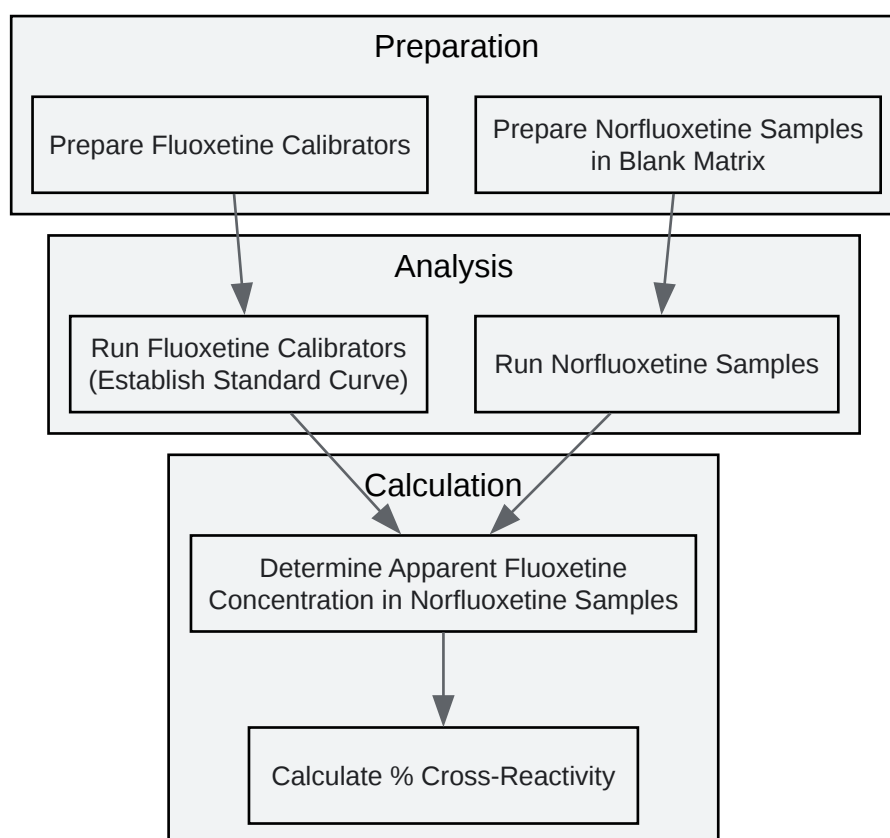 Preparation
Prepare Fluoxetine Calibrators
Prepare Norfluoxetine Samples
in Blank Matrix
Analysis
Run Fluoxetine Calibrators
(Establish Standard Curve)
Run Norfluoxetine Samples
Calculation
Determine Apparent Fluoxetine
Concentration in Norfluoxetine Samples
Calculate % Cross-Reactivity